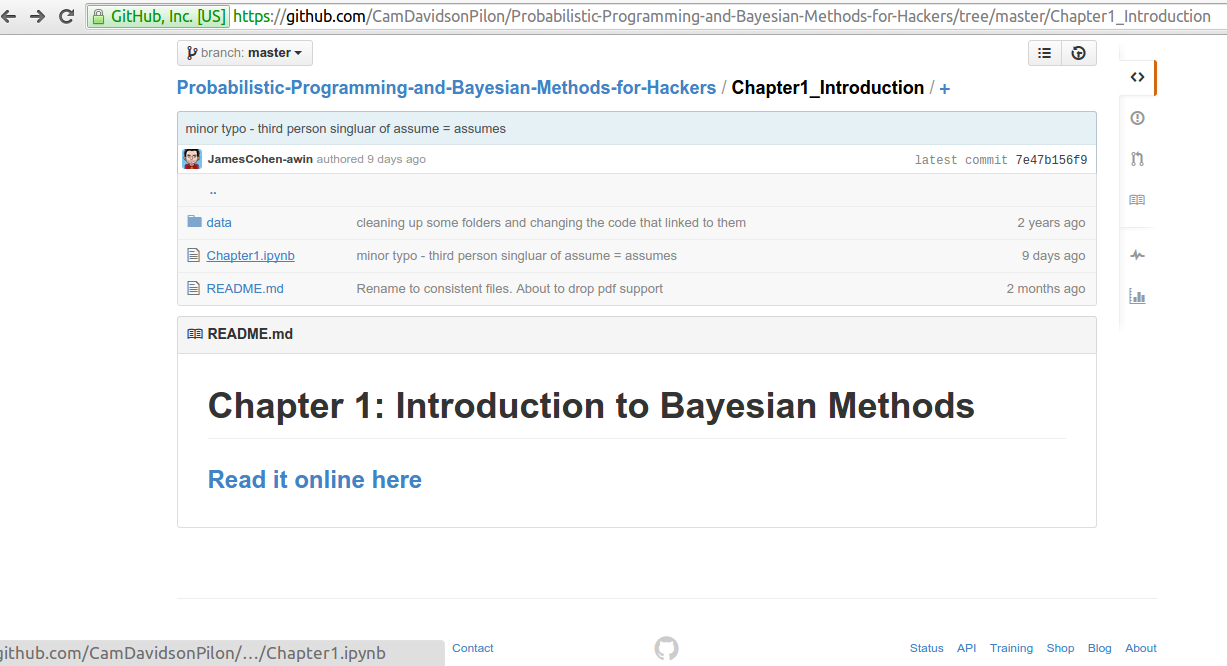 GitHub, Inc. [US] https://github.com/CamDavidsonPilon/Probabilistic-Programming-and-Bayesian-Methods-for-Hackers/tree/master/Chapter1_Introduction
branch: master
Probabilistic-Programming-and-Bayesian-Methods-for-Hackers / Chapter1_Introduction / +
minor typo - third person singluar of assume = assumes
JamesCohen-awin authored 9 days ago latest commit 7e47b156f9
..
data cleaning up some folders and changing the code that linked to them 2 years ago
Chapter1.ipynb minor typo - third person singluar of assume = assumes 9 days ago
README.md Rename to consistent files. About to drop pdf support 2 months ago
README.md
Chapter 1: Introduction to Bayesian Methods
Read it online here
github.com/CamDavidsonPilon/.../Chapter1.ipynb Contact Status API Training Shop Blog About